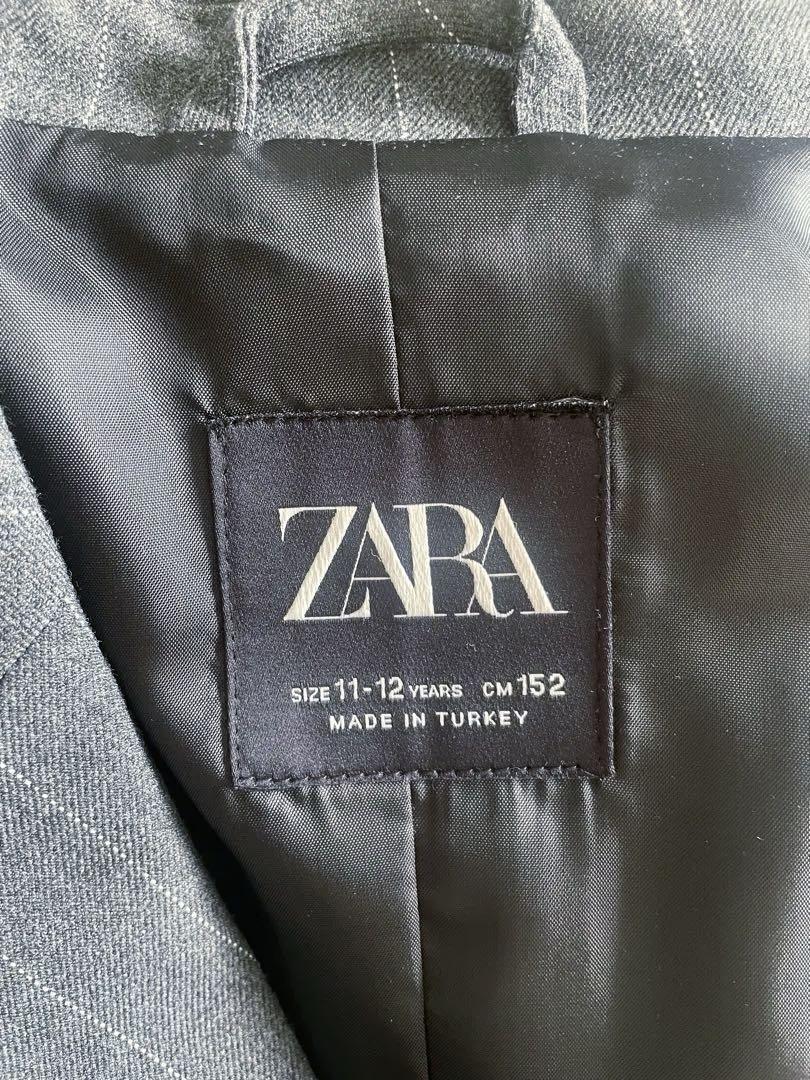 ZARA
SIZE 11-12 YEARS CM 152
MADE IN TURKEY